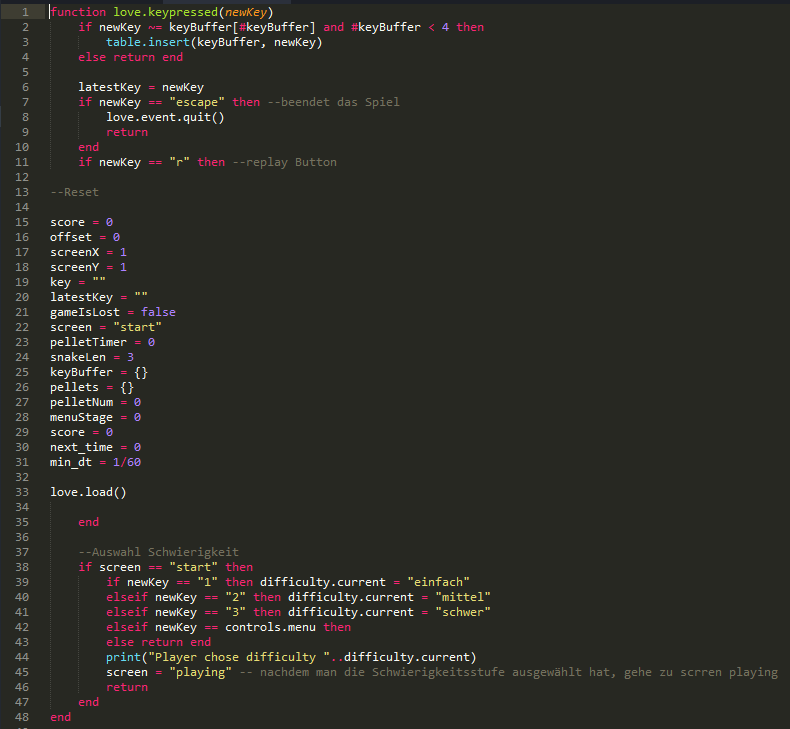 1 function love.keypressed(newKey)
2 if newKey ~= keyBuffer[#keyBuffer] and #keyBuffer < 4 then
3 table.insert(keyBuffer, newKey)
4 else return end
5
6 latestKey = newKey
7 if newKey == "escape" then --beendet das Spiel
8 love.event.quit()
9 return
10 end
11 if newKey == "r" then --replay Button
12
13 --Reset
14
15 score = 0
16 offset = 0
17 screenX = 1
18 screenY = 1
19 key = ""
20 latestKey = ""
21 gameIsLost = false
22 screen = "start"
23 pelletTimer = 0
24 snakeLen = 3
25 keyBuffer = {}
26 pellets = {}
27 pelletNum = 0
28 menuStage = 0
29 score = 0
30 next_time = 0
31 min_dt = 1/60
32
33 love.load()
34
35 end
36
37 --Auswahl Schwierigkeit
38 if screen == "start" then
39 if newKey == "1" then difficulty.current = "einfach"
40 elseif newKey == "2" then difficulty.current = "mittel"
41 elseif newKey == "3" then difficulty.current = "schwer"
42 elseif newKey == controls.menu then
43 else return end
44 print("Player chose difficulty "..difficulty.current)
45 screen = "playing" -- nachdem man die Schwierigkeitsstufe ausgewählt hat, gehe zu scrren playing
46 return
47 end
48 end